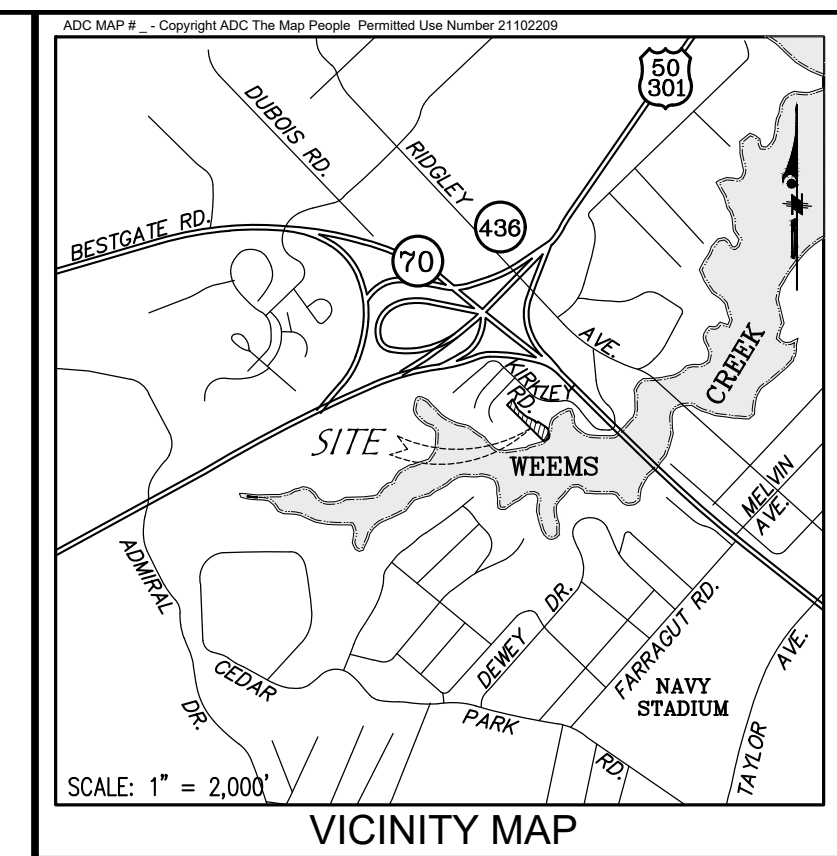 ADC MAP # _ - Copyright ADC The Map People Permitted Use Number 21102209
50
301
DUBOIS RD.
RIDGLEY
436
BESTGATE RD.
70
AVE.
CREEK
KIRKLEY
RD.
SITE
WEEMS
MELVIN
AVE.
ADMIRAL
DR.
DEWEY
DR.
FARRAGUT RD.
AVE.
CEDAR
NAVY
STADIUM
PARK
RD.
TAYLOR
SCALE: 1" = 2,000'
VICINITY MAP